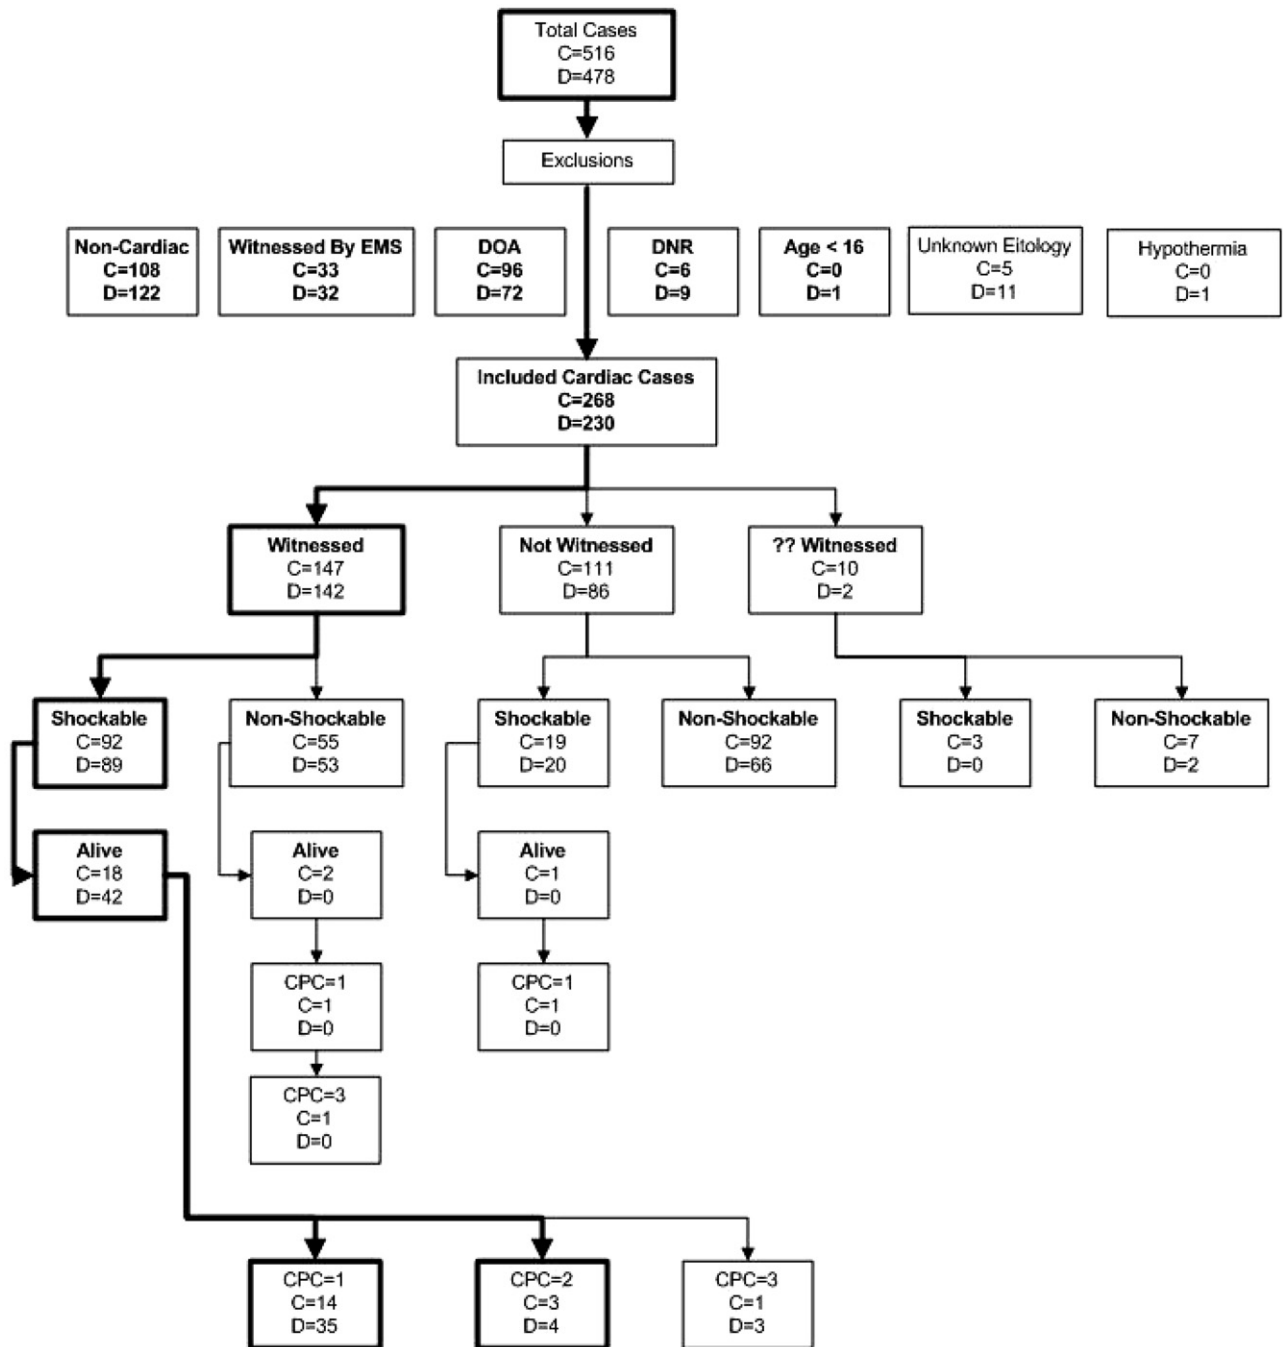 Total Cases
C=516
D=478
Exclusions
Non-Cardiac
C=108
D=122
Witnessed By EMS
C=33
D=32
DOA
C=96
D=72
DNR
C=6
D=9
Age < 16
C=0
D=1
Unknown Eitology
C=5
D=11
Hypothermia
C=0
D=1
Included Cardiac Cases
C=268
D=230
Witnessed
C=147
D=142
Not Witnessed
C=111
D=86
?? Witnessed
C=10
D=2
Shockable
C=92
D=89
Non-Shockable
C=55
D=53
Shockable
C=19
D=20
Non-Shockable
C=92
D=66
Shockable
C=3
D=0
Non-Shockable
C=7
D=2
Alive
C=18
D=42
Alive
C=2
D=0
Alive
C=1
D=0
CPC=1
C=1
D=0
CPC=1
C=1
D=0
CPC=3
C=1
D=0
CPC=1
C=14
D=35
CPC=2
C=3
D=4
CPC=3
C=1
D=3